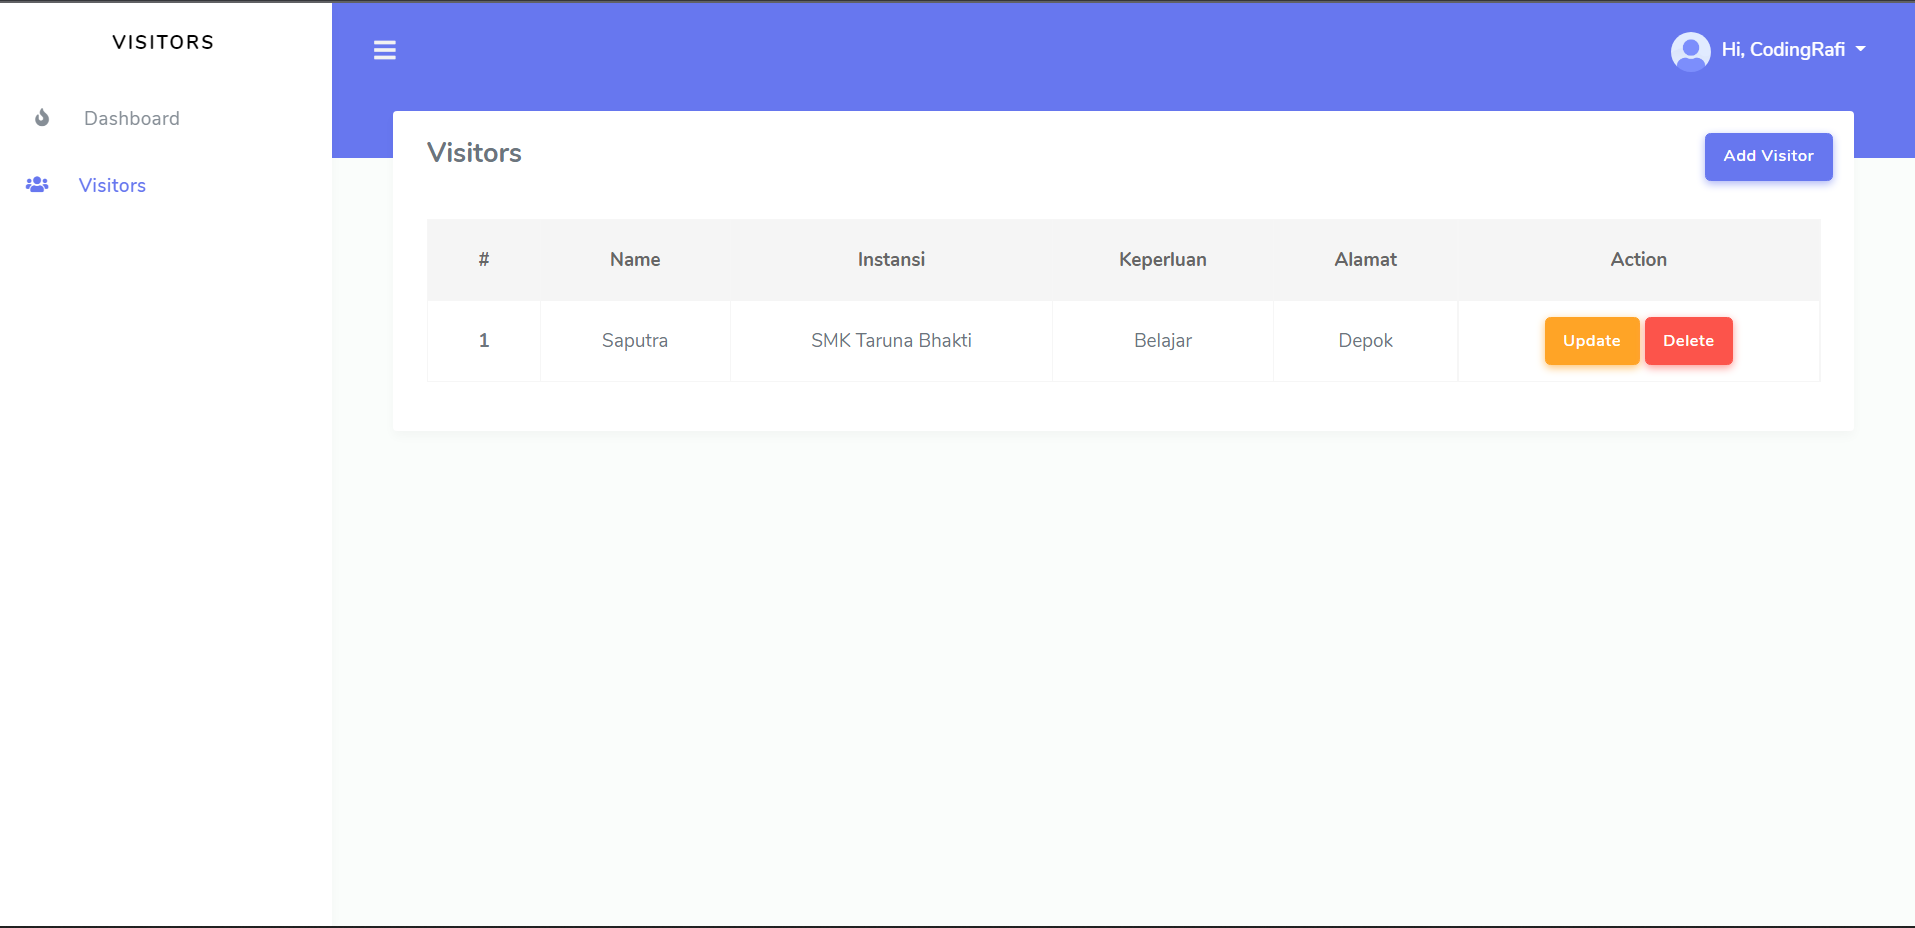 VISITORS
Hi, CodingRafi
Dashboard
Visitors
Visitors
Add Visitor
# Name Instansi Keperluan Alamat Action
1 Saputra SMK Taruna Bhakti Belajar Depok Update Delete